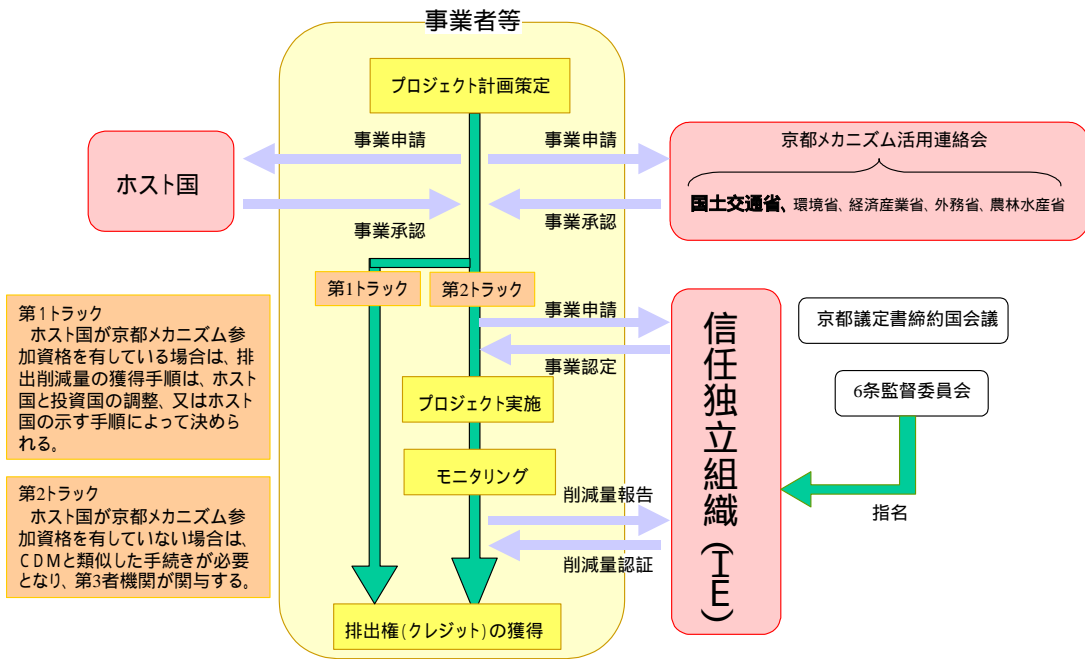 事業者等
プロジェクト計画策定
事業申請
事業申請
ホスト国
京都メカニズム活用連絡会
国土交通省、環境省、経済産業省、外務省、農林水産省
事業承認
事業承認
第1トラック
第2トラック
第1トラック
ホスト国が京都メカニズム参
加資格を有している場合は、排
出削減量の獲得手順は、ホスト
国と投資国の調整、又はホスト
国の示す手順によって決めら
れる。
第2トラック
ホスト国が京都メカニズム参
加資格を有していない場合は、
CDMと類似した手続きが必要
となり、第3者機関が関与する。
事業申請
事業認定
プロジェクト実施
モニタリング
削減量報告
削減量認証
排出権(クレジット)の獲得
信任独立組織(IE)
京都議定書締約国会議
6条監督委員会
指名